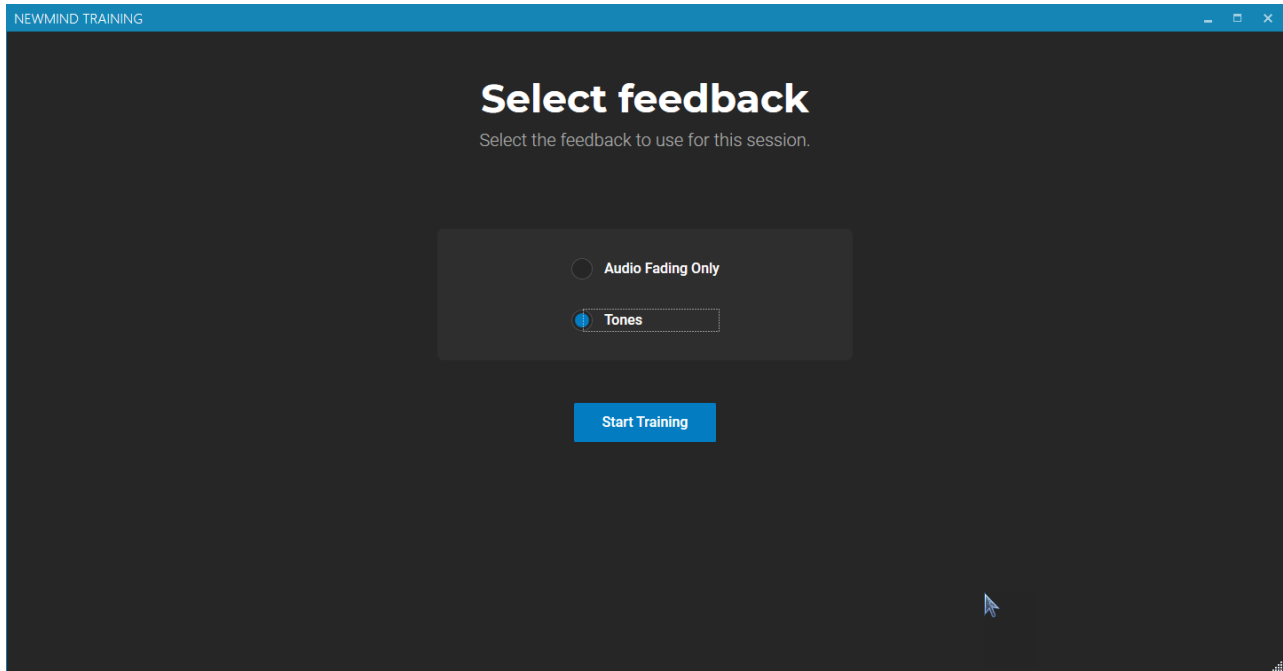 NEWMIND TRAINING
Select feedback
Select the feedback to use for this session.
Audio Fading Only
Tones
Start Training